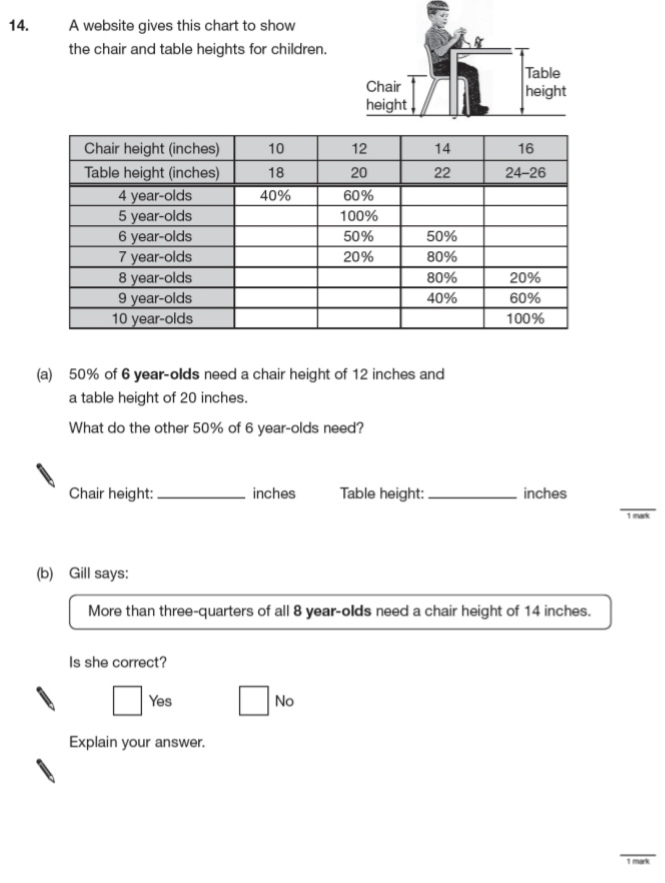 14. A website gives this chart to show
the chair and table heights for children.
Chair height
Table height
Chair height (inches) 10 12 14 16
Table height (inches) 18 20 22 24–26
4 year-olds 40% 60%
5 year-olds 100%
6 year-olds 50% 50%
7 year-olds 20% 80%
8 year-olds 80% 20%
9 year-olds 40% 60%
10 year-olds 100%
(a) 50% of 6 year-olds need a chair height of 12 inches and
a table height of 20 inches.
What do the other 50% of 6 year-olds need?
Chair height: __________ inches Table height: __________ inches
1 mark
(b) Gill says:
More than three-quarters of all 8 year-olds need a chair height of 14 inches.
Is she correct?
Yes No
Explain your answer.
1 mark